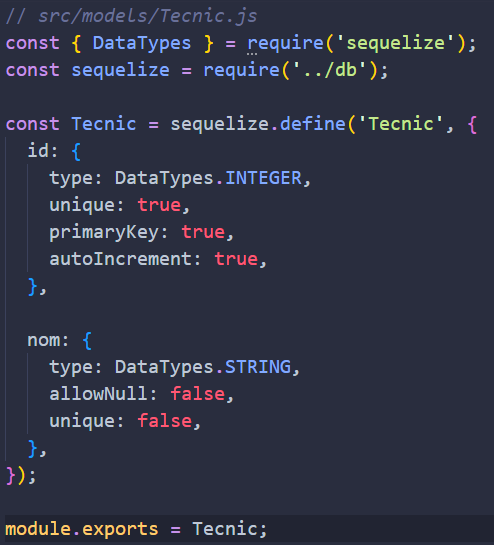 // src/models/Tecnic.js
const { DataTypes } = require('sequelize');
const sequelize = require('../db');

const Tecnic = sequelize.define('Tecnic', {
  id: {
    type: DataTypes.INTEGER,
    unique: true,
    primaryKey: true,
    autoIncrement: true,
  },

  nom: {
    type: DataTypes.STRING,
    allowNull: false,
    unique: false,
  },
});

module.exports = Tecnic;